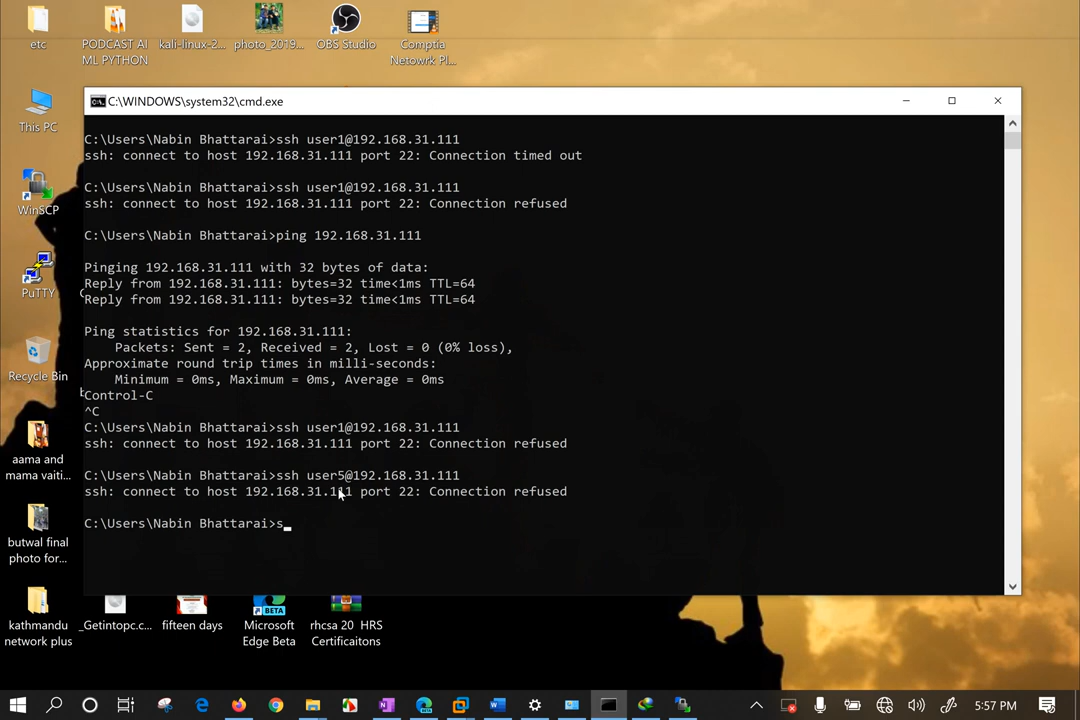 etc
PODCAST AI
ML PYTHON
kali-linux-2...
photo_2019...
OBS Studio
Comptia
Netowrk Pl...
This PC
WinSCP
PuTTY
Recycle Bin
aama and
mama vaiti...
butwal final
photo for...
kathmandu
network plus
C:\WINDOWS\system32\cmd.exe
C:\Users\Nabin Bhattarai>ssh user1@192.168.31.111
ssh: connect to host 192.168.31.111 port 22: Connection timed out
C:\Users\Nabin Bhattarai>ssh user1@192.168.31.111
ssh: connect to host 192.168.31.111 port 22: Connection refused
C:\Users\Nabin Bhattarai>ping 192.168.31.111
Pinging 192.168.31.111 with 32 bytes of data:
Reply from 192.168.31.111: bytes=32 time<1ms TTL=64
Reply from 192.168.31.111: bytes=32 time<1ms TTL=64
Ping statistics for 192.168.31.111:
Packets: Sent = 2, Received = 2, Lost = 0 (0% loss),
Approximate round trip times in milli-seconds:
Minimum = 0ms, Maximum = 0ms, Average = 0ms
Control-C
^C
C:\Users\Nabin Bhattarai>ssh user1@192.168.31.111
ssh: connect to host 192.168.31.111 port 22: Connection refused
C:\Users\Nabin Bhattarai>ssh user5@192.168.31.111
ssh: connect to host 192.168.31.111 port 22: Connection refused
C:\Users\Nabin Bhattarai>s_
_Getintopc.c...
fifteen days
BETA
Microsoft
Edge Beta
rhcsa 20 HRS
Certificaitons
5:57 PM